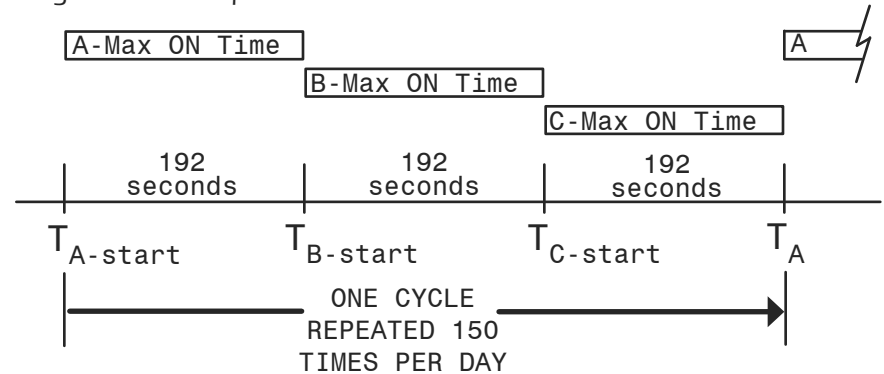 A-Max ON Time
A
B-Max ON Time
C-Max ON Time
192
seconds
192
seconds
192
seconds
TA-start
TB-start
TC-start
TA
ONE CYCLE
REPEATED 150
TIMES PER DAY